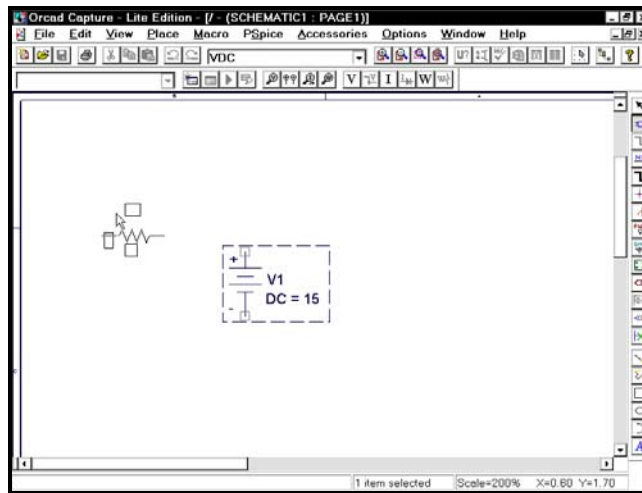 Orcad Capture - Lite Edition - [/ - (SCHEMATIC1 : PAGE1)]
File Edit View Place Macro PSpice Accessories Options Window Help
VDC
U?
V I W
+
V1
DC = 15
-
1 item selected Scale=200% X=0.60 Y=1.70